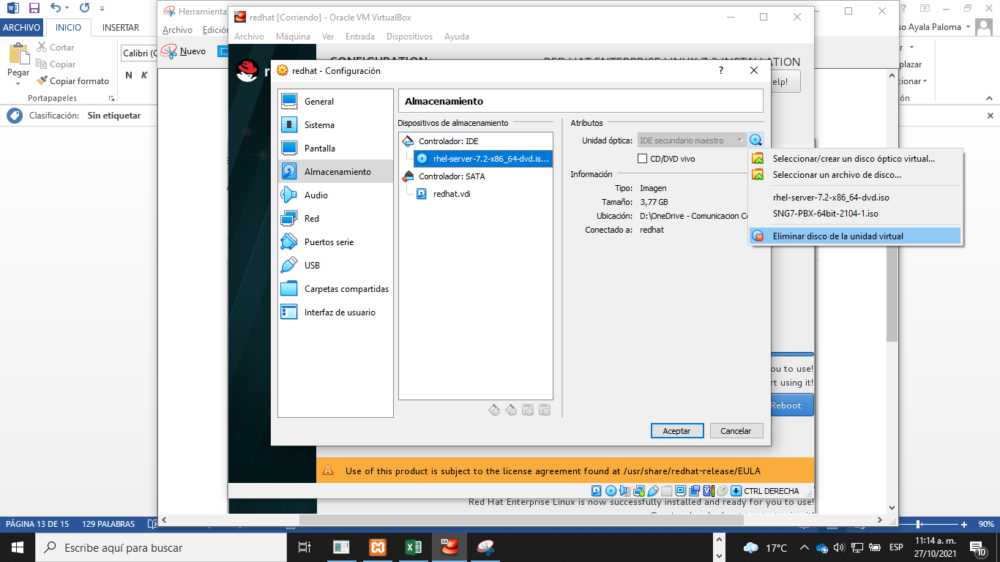 ARCHIVO INICIO INSERTAR
Pegar
Cortar
Copiar
Copiar formato
Portapapeles
Calibri (C
N K
Clasificación: Sin etiquetar
Herramienta
Archivo Edició
Nuevo
so Ayala Paloma
redhat [Corriendo] - Oracle VM VirtualBox
Archivo Máquina Ver Entrada Dispositivos Ayuda
CONFIGURATION
RED HAT ENTERPRISE LINUX 7.2 INSTALLATION
elp!
redhat - Configuración
General
Sistema
Pantalla
Almacenamiento
Audio
Red
Puertos serie
USB
Carpetas compartidas
Interfaz de usuario
Almacenamiento
Dispositivos de almacenamiento
Controlador: IDE
rhel-server-7.2-x86_64-dvd.is...
Controlador: SATA
redhat.vdi
Atributos
Unidad óptica: IDE secundario maestro
CD/DVD vivo
Información
Tipo: Imagen
Tamaño: 3,77 GB
Ubicación: D:\OneDrive - Comunicacion Co
Conectado a: redhat
Seleccionar/crear un disco óptico virtual...
Seleccionar un archivo de disco...
rhel-server-7.2-x86_64-dvd.iso
SNG7-PBX-64bit-2104-1.iso
Eliminar disco de la unidad virtual
Aceptar Cancelar
ou to use!
rt using it!
Reboot
Use of this product is subject to the license agreement found at /usr/share/redhat-release/EULA
CTRL DERECHA
Red Hat Enterprise Linux is now successfully installed and ready for you to use!
PÁGINA 13 DE 15 129 PALABRAS
90%
Escribe aquí para buscar
17°C
ESP
11:14 a. m.
27/10/2021
10